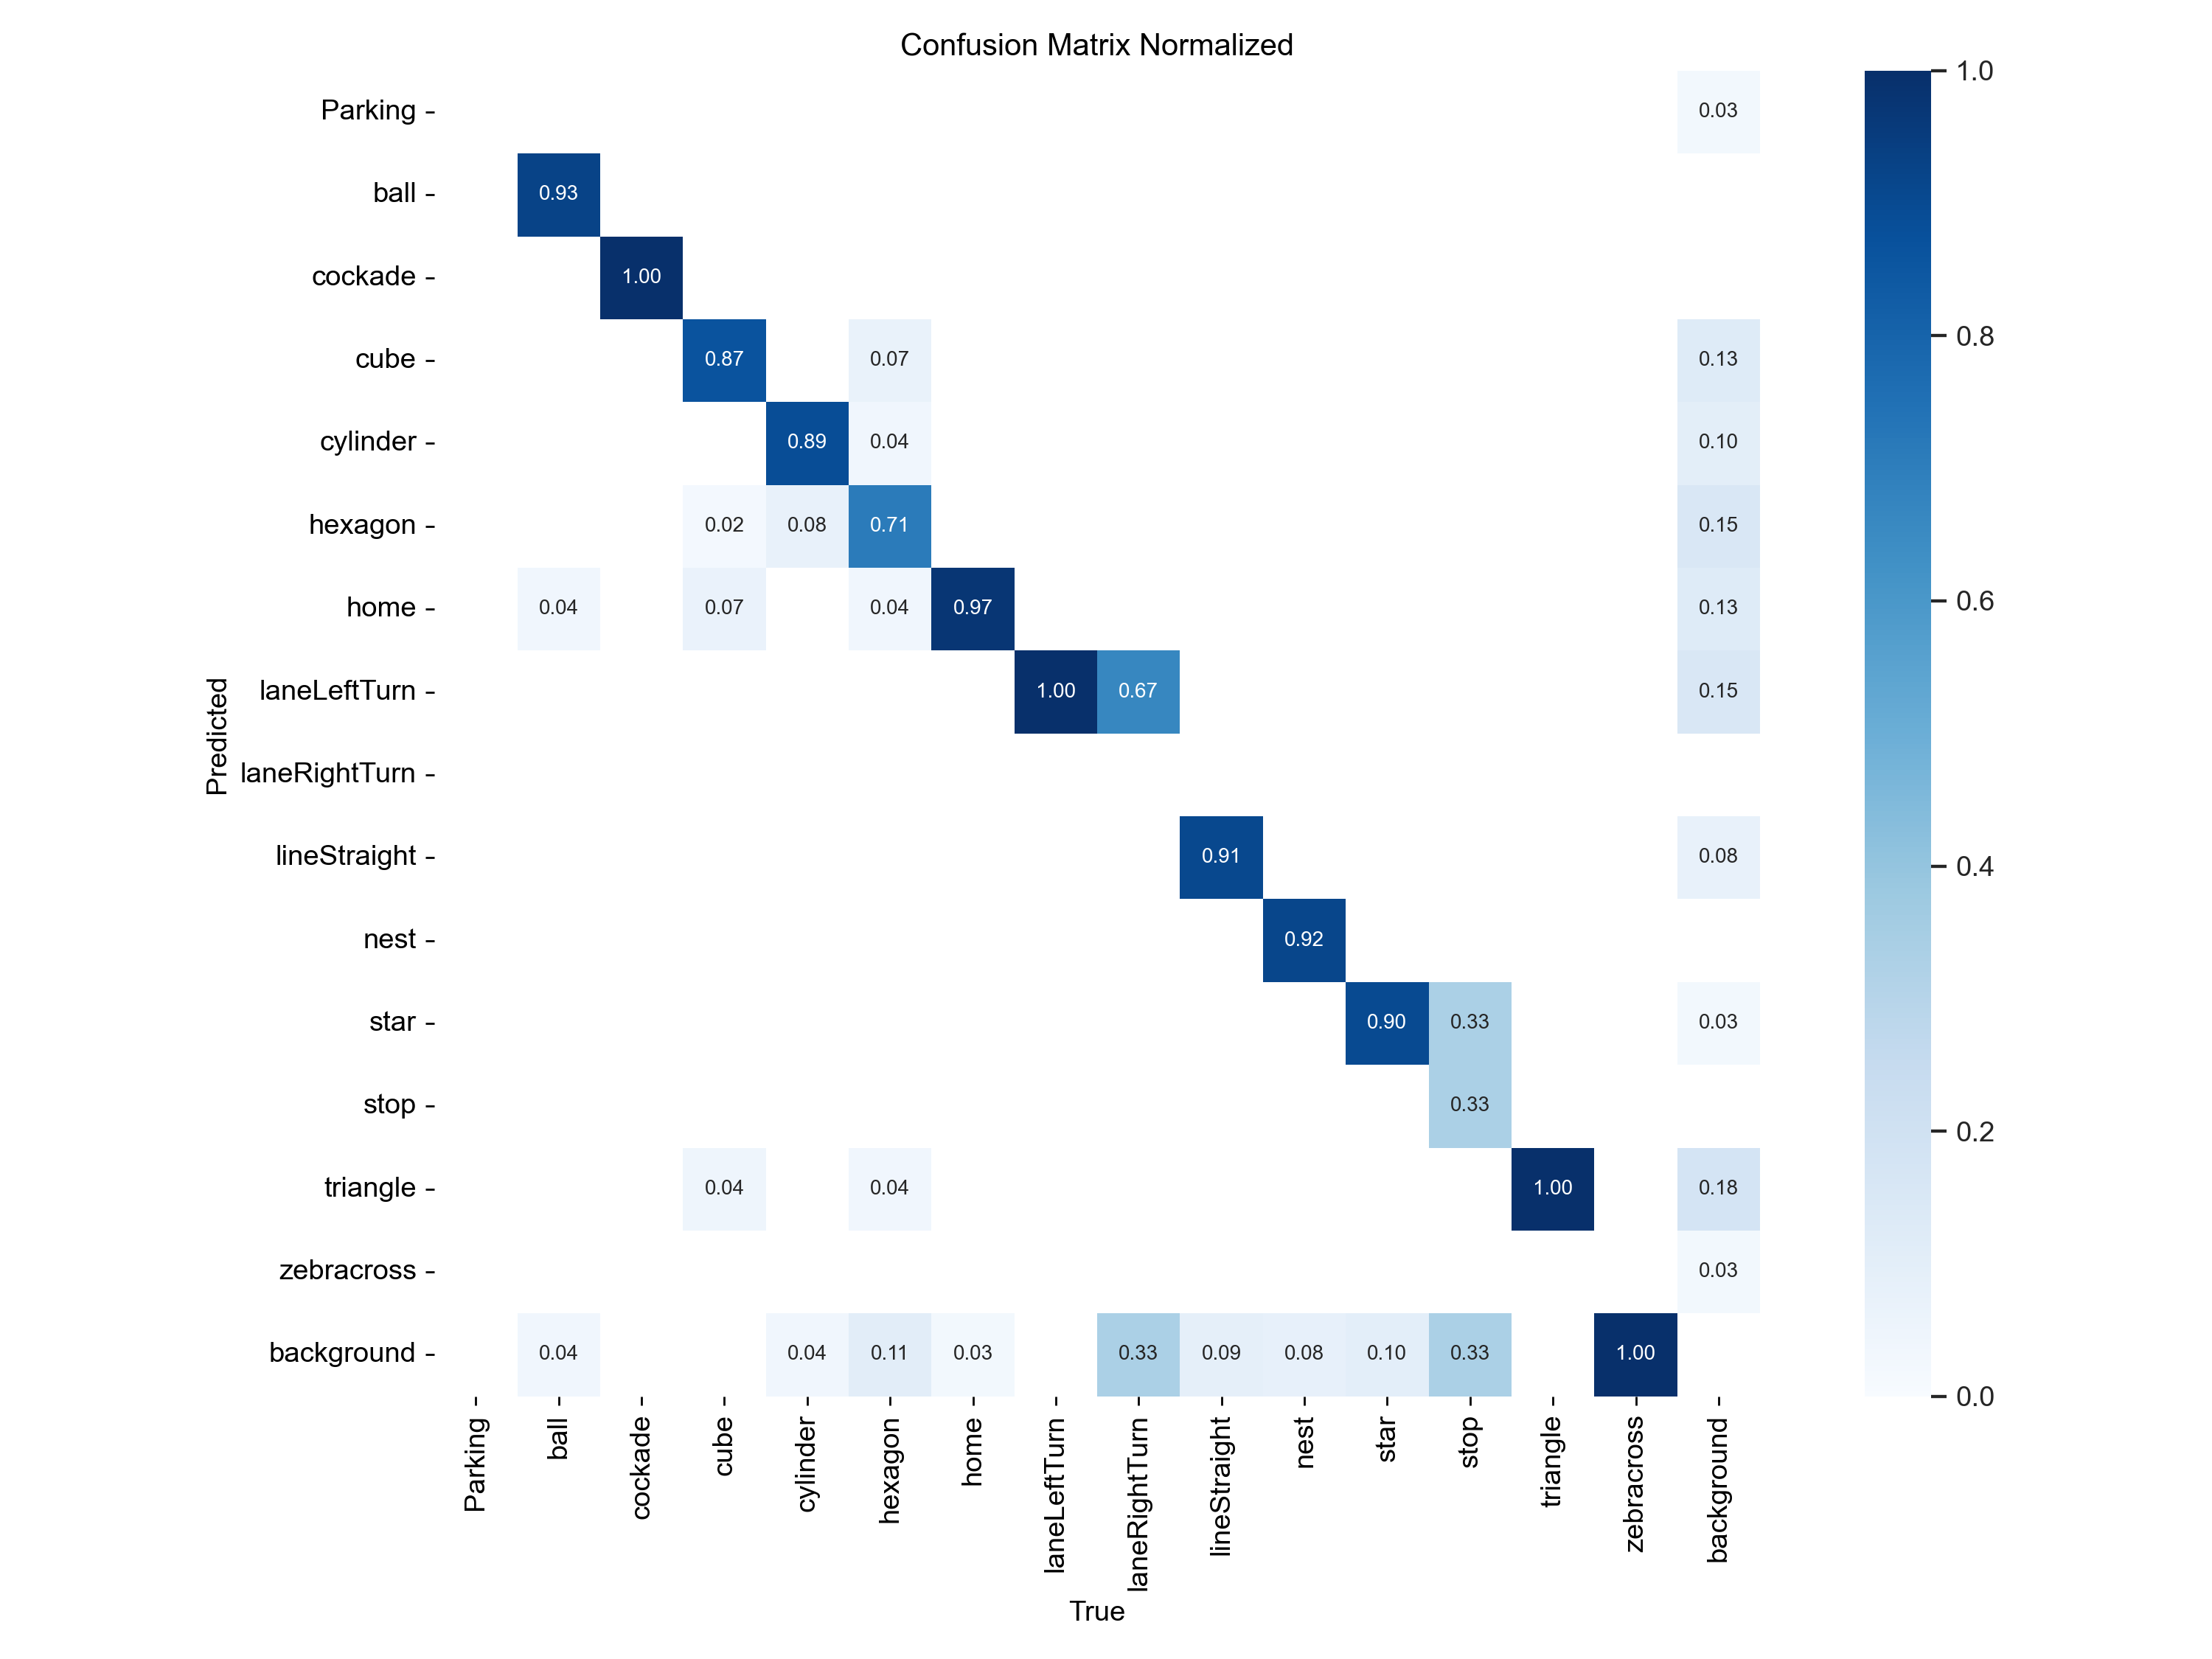 Confusion Matrix Normalized
Parking
0.03
1.0
ball
0.93
cockade
1.00
cube
0.87
0.07
0.13
0.8
cylinder
0.89
0.04
0.10
hexagon
0.02
0.08
0.71
0.15
home
0.04
0.07
0.04
0.97
0.13
0.6
laneLeftTurn
1.00
0.67
0.15
Predicted
laneRightTurn
lineStraight
0.91
0.08
0.4
nest
0.92
star
0.90
0.33
0.03
stop
0.33
0.2
triangle
0.04
0.04
1.00
0.18
zebracross
0.03
background
0.04
0.04
0.11
0.03
0.33
0.09
0.08
0.10
0.33
1.00
0.0
Parking
ball
cockade
cube
cylinder
hexagon
home
laneLeftTurn
laneRightTurn
lineStraight
nest
star
stop
triangle
zebracross
background
True